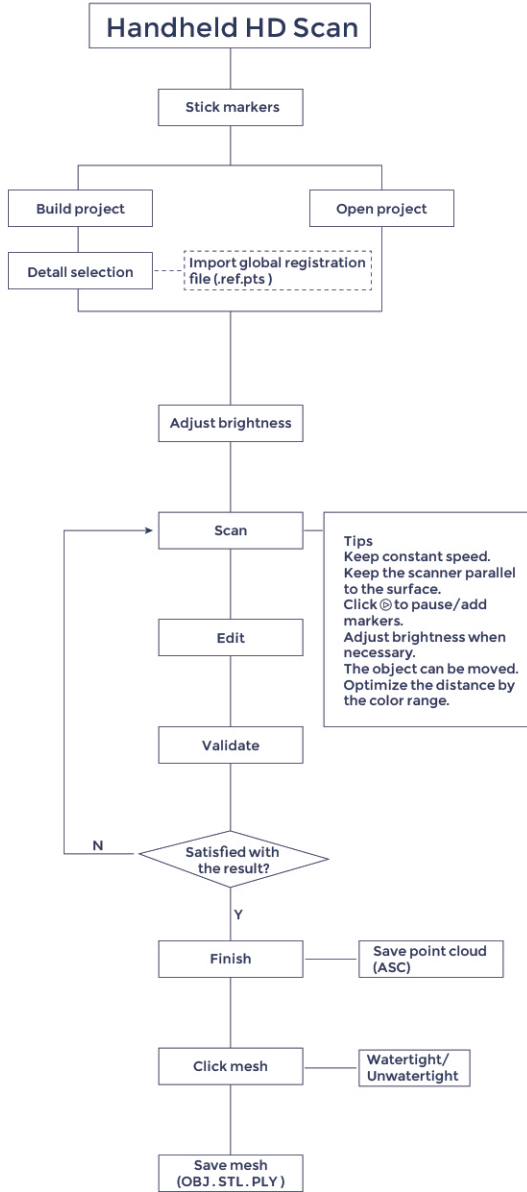 Handheld HD Scan
Stick markers
Build project
Open project
Detall selection
Import global registration
file (.ref.pts )
Adjust brightness
Scan
Tips
Keep constant speed.
Keep the scanner parallel
to the surface.
Click to pause/add
markers.
Adjust brightness when
necessary.
The object can be moved.
Optimize the distance by
the color range.
Edit
Validate
Satisfied with
the result?
N
Y
Finish
Save point cloud
(ASC)
Click mesh
Watertight/
Unwatertight
Save mesh
(OBJ . STL . PLY )